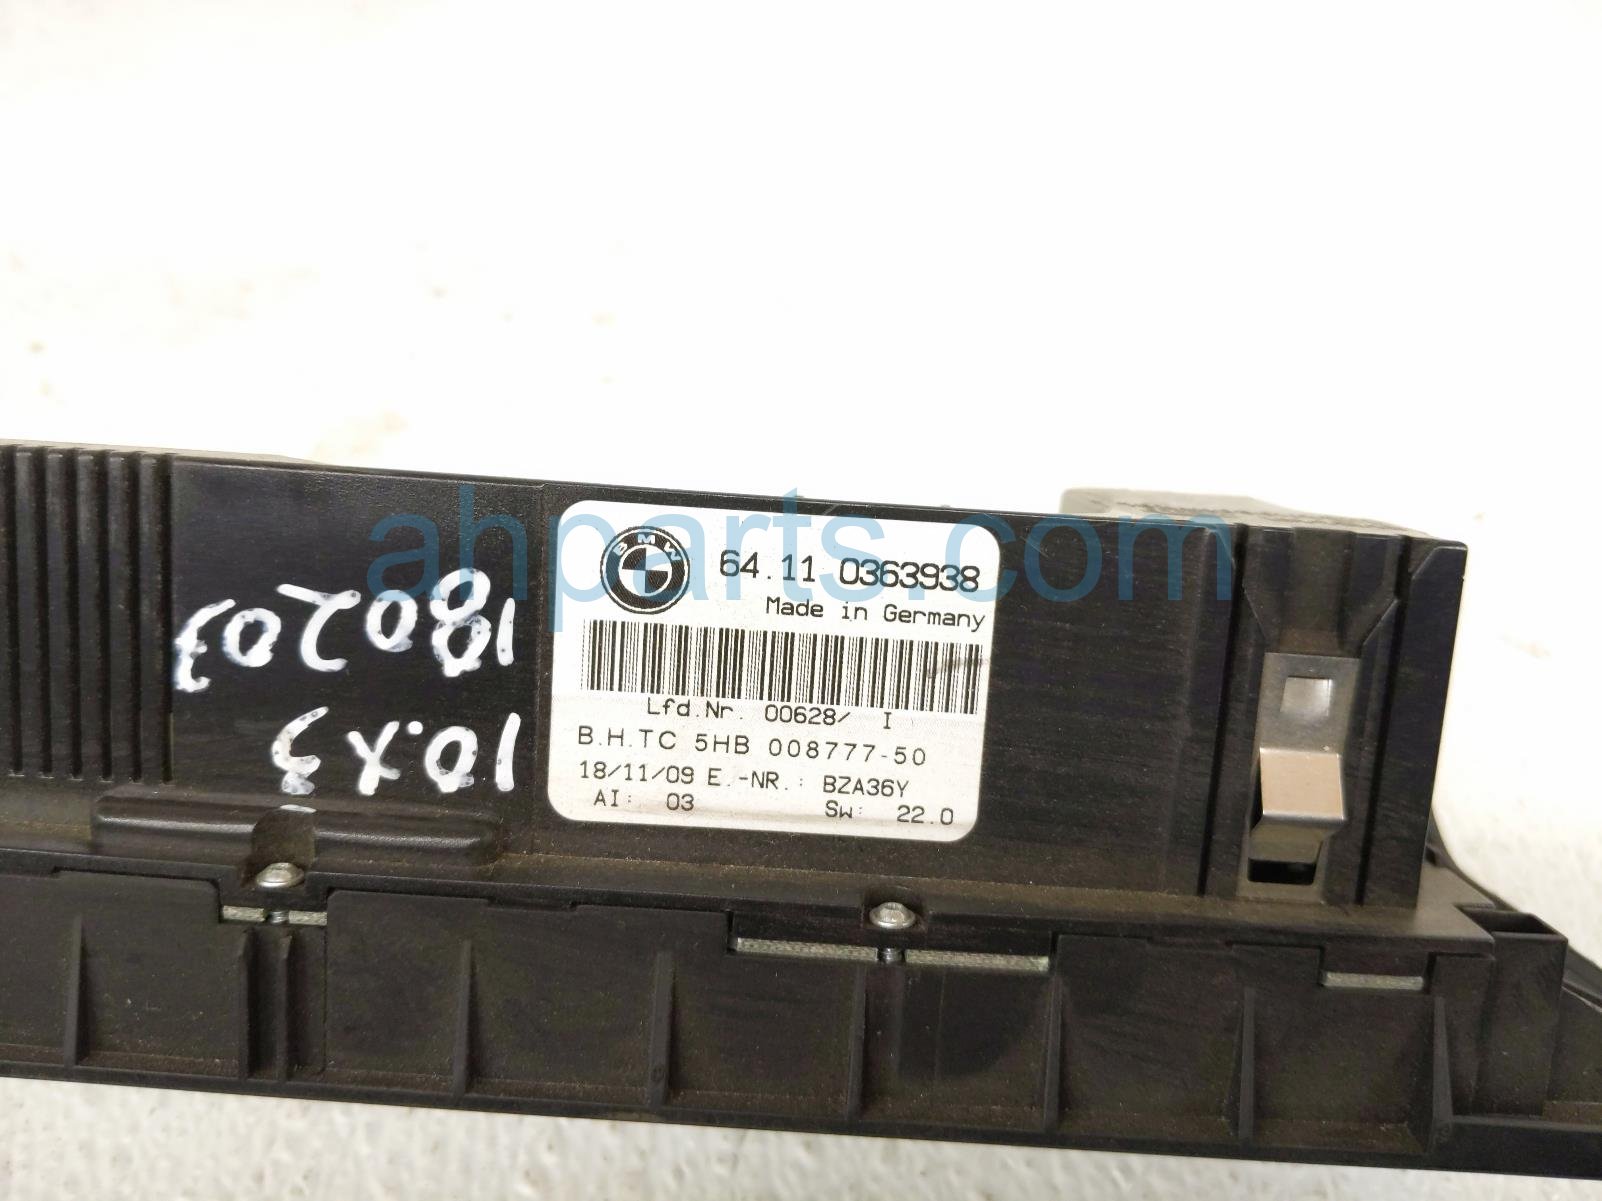 ahparts.com
BMW
64.11 0363938
Made in Germany
Lfd.Nr. 00628/ I
B.H.TC 5HB 008777-50
18/11/09 E.-NR.: BZA36Y
AI: 03 SW: 22.0
180203
10.X3